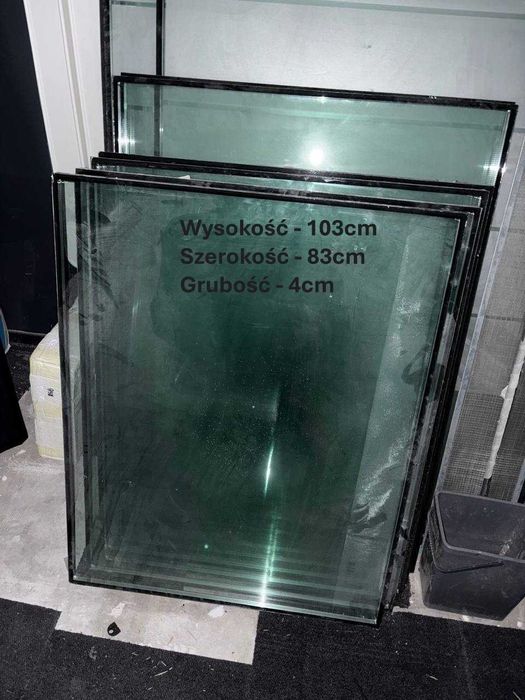 Wysokość - 103cm
Szerokość - 83cm
Grubość - 4cm